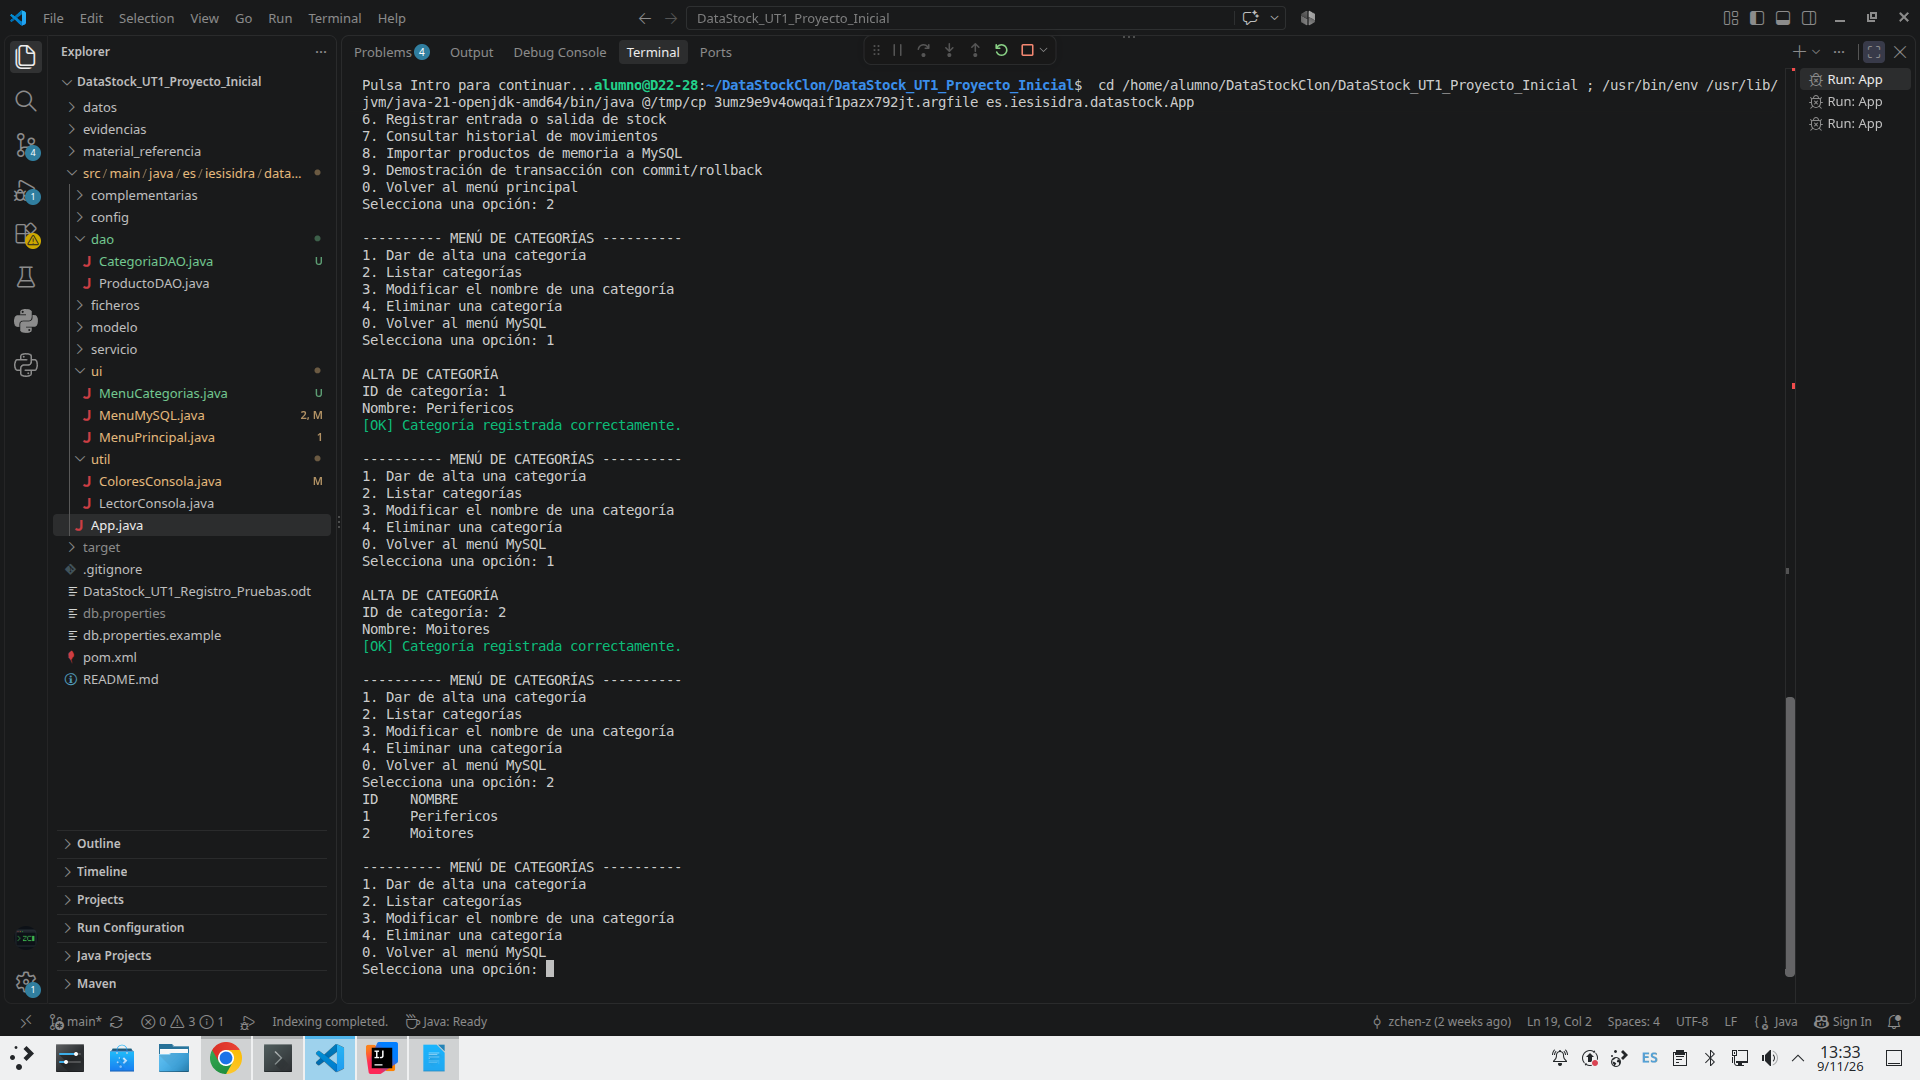 File Edit Selection View Go Run Terminal Help
DataStock_UT1_Proyecto_Inicial
Explorer
DataStock_UT1_Proyecto_Inicial
datos
evidencias
material_referencia
src/main/java/es/iesisidra/data...
complementarias
config
dao
CategoriaDAO.java U
ProductoDAO.java
ficheros
modelo
servicio
ui
MenuCategorias.java U
MenuMySQL.java 2, M
MenuPrincipal.java 1
util
ColoresConsola.java M
LectorConsola.java
App.java
target
.gitignore
DataStock_UT1_Registro_Pruebas.odt
db.properties
db.properties.example
pom.xml
README.md
Outline
Timeline
Projects
Run Configuration
Java Projects
Maven
4
1
1
Problems 4 Output Debug Console Terminal Ports
Run: App
Run: App
Run: App
Pulsa Intro para continuar...alumno@D22-28:~/DataStockClon/DataStock_UT1_Proyecto_Inicial$  cd /home/alumno/DataStockClon/DataStock_UT1_Proyecto_Inicial ; /usr/bin/env /usr/lib/
jvm/java-21-openjdk-amd64/bin/java @/tmp/cp_3umz9e9v4owqaif1pazx792jt.argfile es.iesisidra.datastock.App
6. Registrar entrada o salida de stock
7. Consultar historial de movimientos
8. Importar productos de memoria a MySQL
9. Demostración de transacción con commit/rollback
0. Volver al menú principal
Selecciona una opción: 2
---------- MENÚ DE CATEGORÍAS ----------
1. Dar de alta una categoría
2. Listar categorías
3. Modificar el nombre de una categoría
4. Eliminar una categoría
0. Volver al menú MySQL
Selecciona una opción: 1
ALTA DE CATEGORÍA
ID de categoría: 1
Nombre: Perifericos
[OK] Categoría registrada correctamente.
---------- MENÚ DE CATEGORÍAS ----------
1. Dar de alta una categoría
2. Listar categorías
3. Modificar el nombre de una categoría
4. Eliminar una categoría
0. Volver al menú MySQL
Selecciona una opción: 1
ALTA DE CATEGORÍA
ID de categoría: 2
Nombre: Moitores
[OK] Categoría registrada correctamente.
---------- MENÚ DE CATEGORÍAS ----------
1. Dar de alta una categoría
2. Listar categorías
3. Modificar el nombre de una categoría
4. Eliminar una categoría
0. Volver al menú MySQL
Selecciona una opción: 2
ID    NOMBRE
1     Perifericos
2     Moitores
---------- MENÚ DE CATEGORÍAS ----------
1. Dar de alta una categoría
2. Listar categorías
3. Modificar el nombre de una categoría
4. Eliminar una categoría
0. Volver al menú MySQL
Selecciona una opción:
main* 0 3 1 Indexing completed. Java: Ready zchen-z (2 weeks ago) Ln 19, Col 2 Spaces: 4 UTF-8 LF Java Sign In
ES
13:33
9/11/26